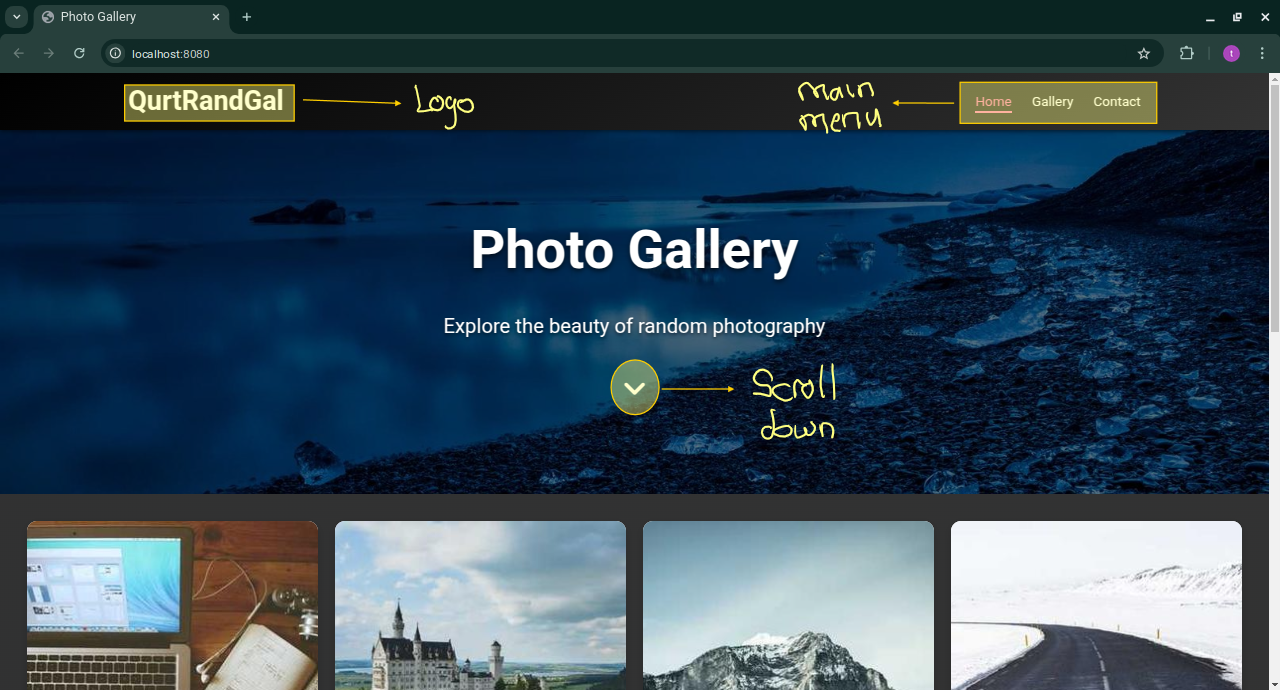 Photo Gallery
localhost:8080
t
QurtRandGal
Logo
main
menu
Home Gallery Contact
Photo Gallery
Explore the beauty of random photography
Scroll
down